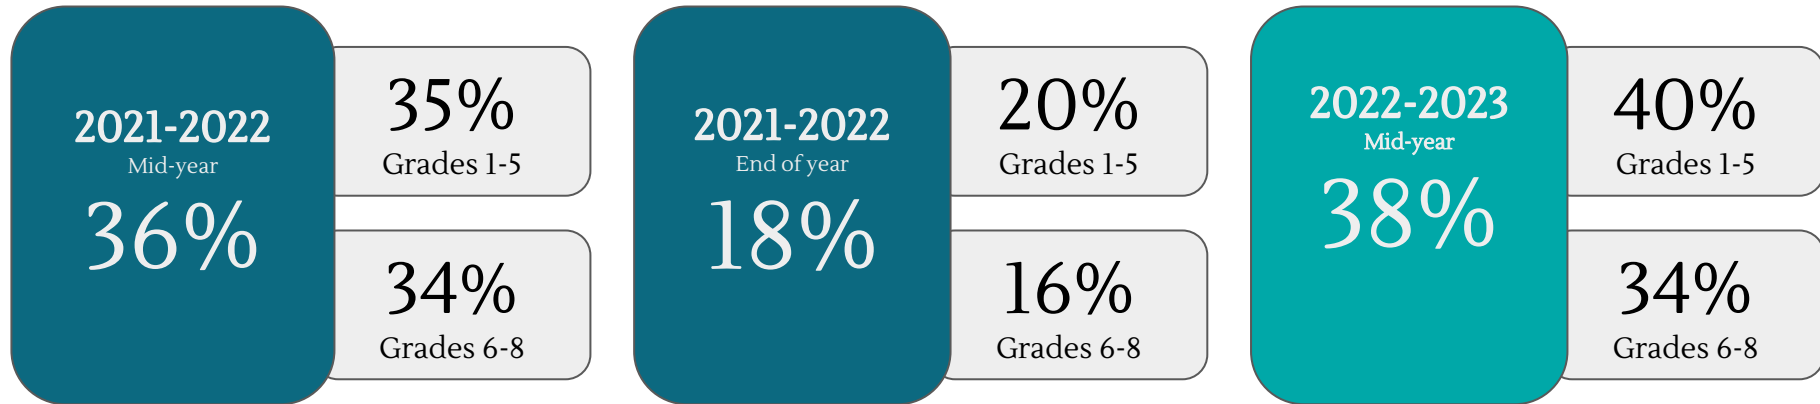 2021-2022
Mid-year
36%
35%
Grades 1-5
34%
Grades 6-8
2021-2022
End of year
18%
20%
Grades 1-5
16%
Grades 6-8
2022-2023
Mid-year
38%
40%
Grades 1-5
34%
Grades 6-8